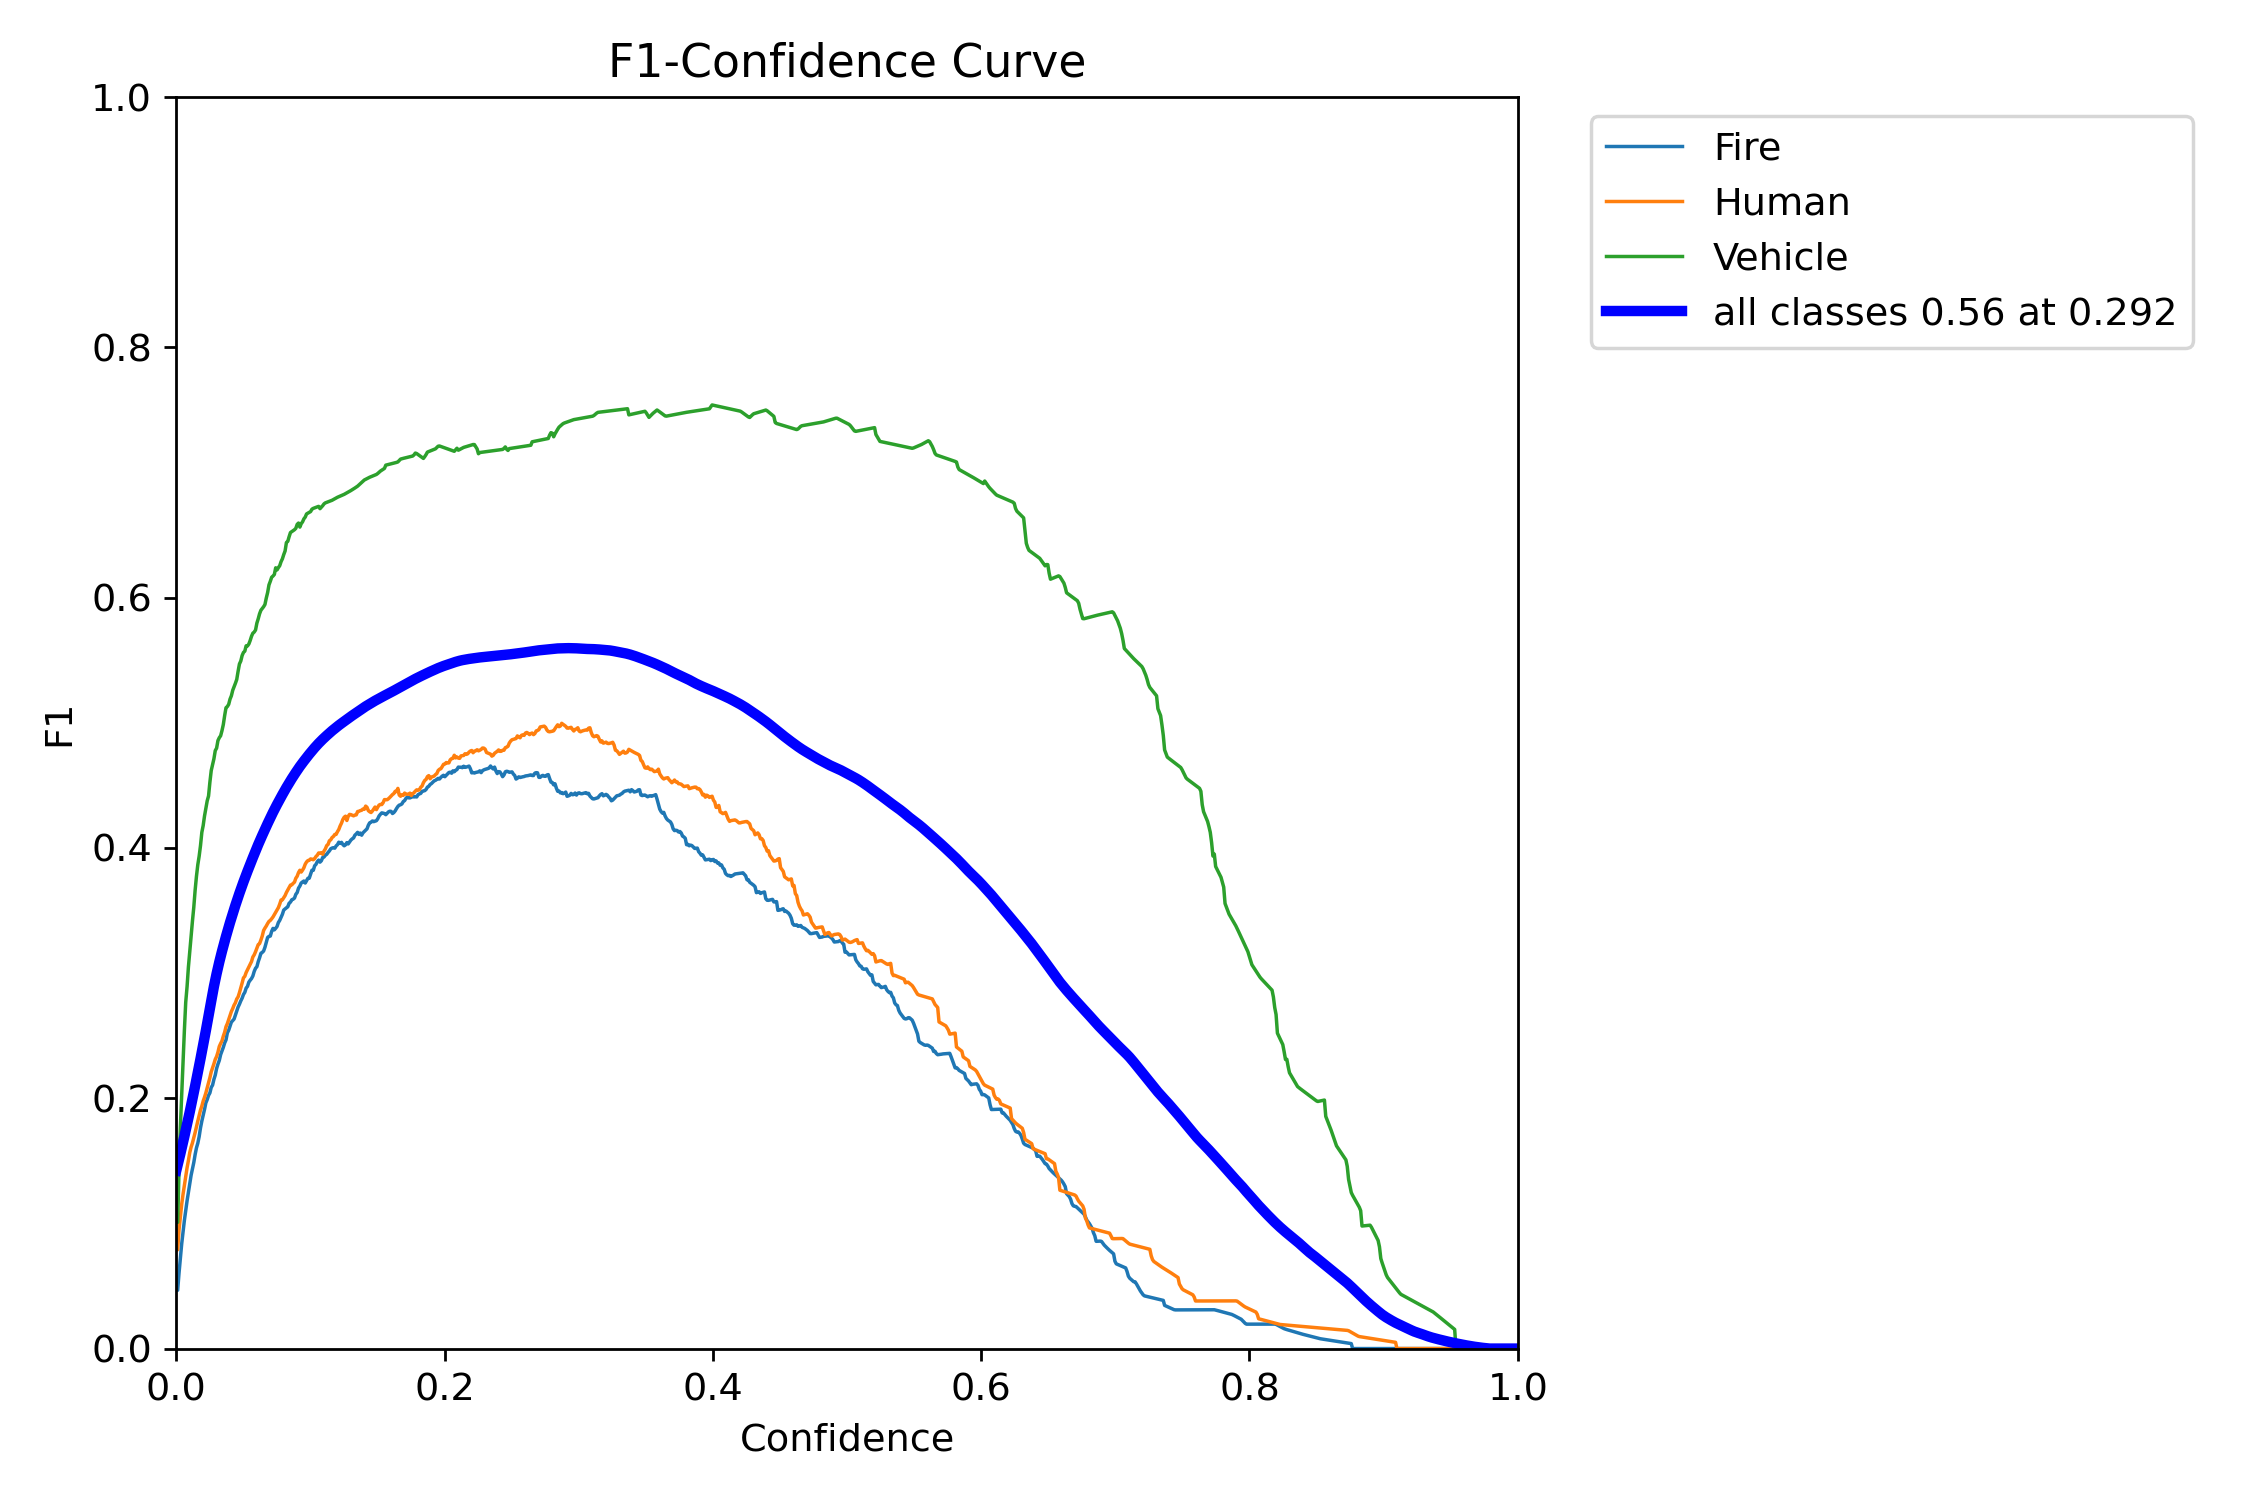 F1-Confidence Curve
1.0
0.8
0.6
0.4
0.2
0.0
F1
0.0 0.2 0.4 0.6 0.8 1.0
Confidence
Fire
Human
Vehicle
all classes 0.56 at 0.292